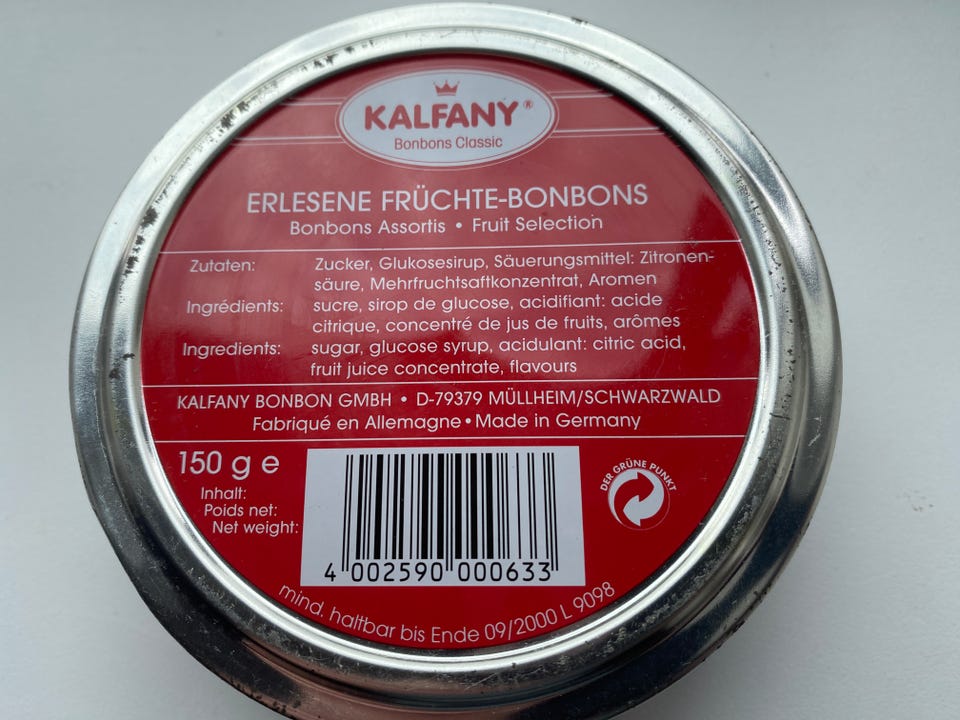 KALFANY®
Bonbons Classic
ERLESENE FRÜCHTE-BONBONS
Bonbons Assortis • Fruit Selection
Zutaten: Zucker, Glukosesirup, Säuerungsmittel: Zitronen-
säure, Mehrfruchtsaftkonzentrat, Aromen
Ingrédients: sucre, sirop de glucose, acidifiant: acide
citrique, concentré de jus de fruits, arômes
Ingredients: sugar, glucose syrup, acidulant: citric acid,
fruit juice concentrate, flavours
KALFANY BONBON GMBH • D-79379 MÜLLHEIM/SCHWARZWALD
Fabriqué en Allemagne • Made in Germany
150 g e
Inhalt:
Poids net:
Net weight:
4 002590 000633
DER GRÜNE PUNKT
mind. haltbar bis Ende 09/2000 L 9098